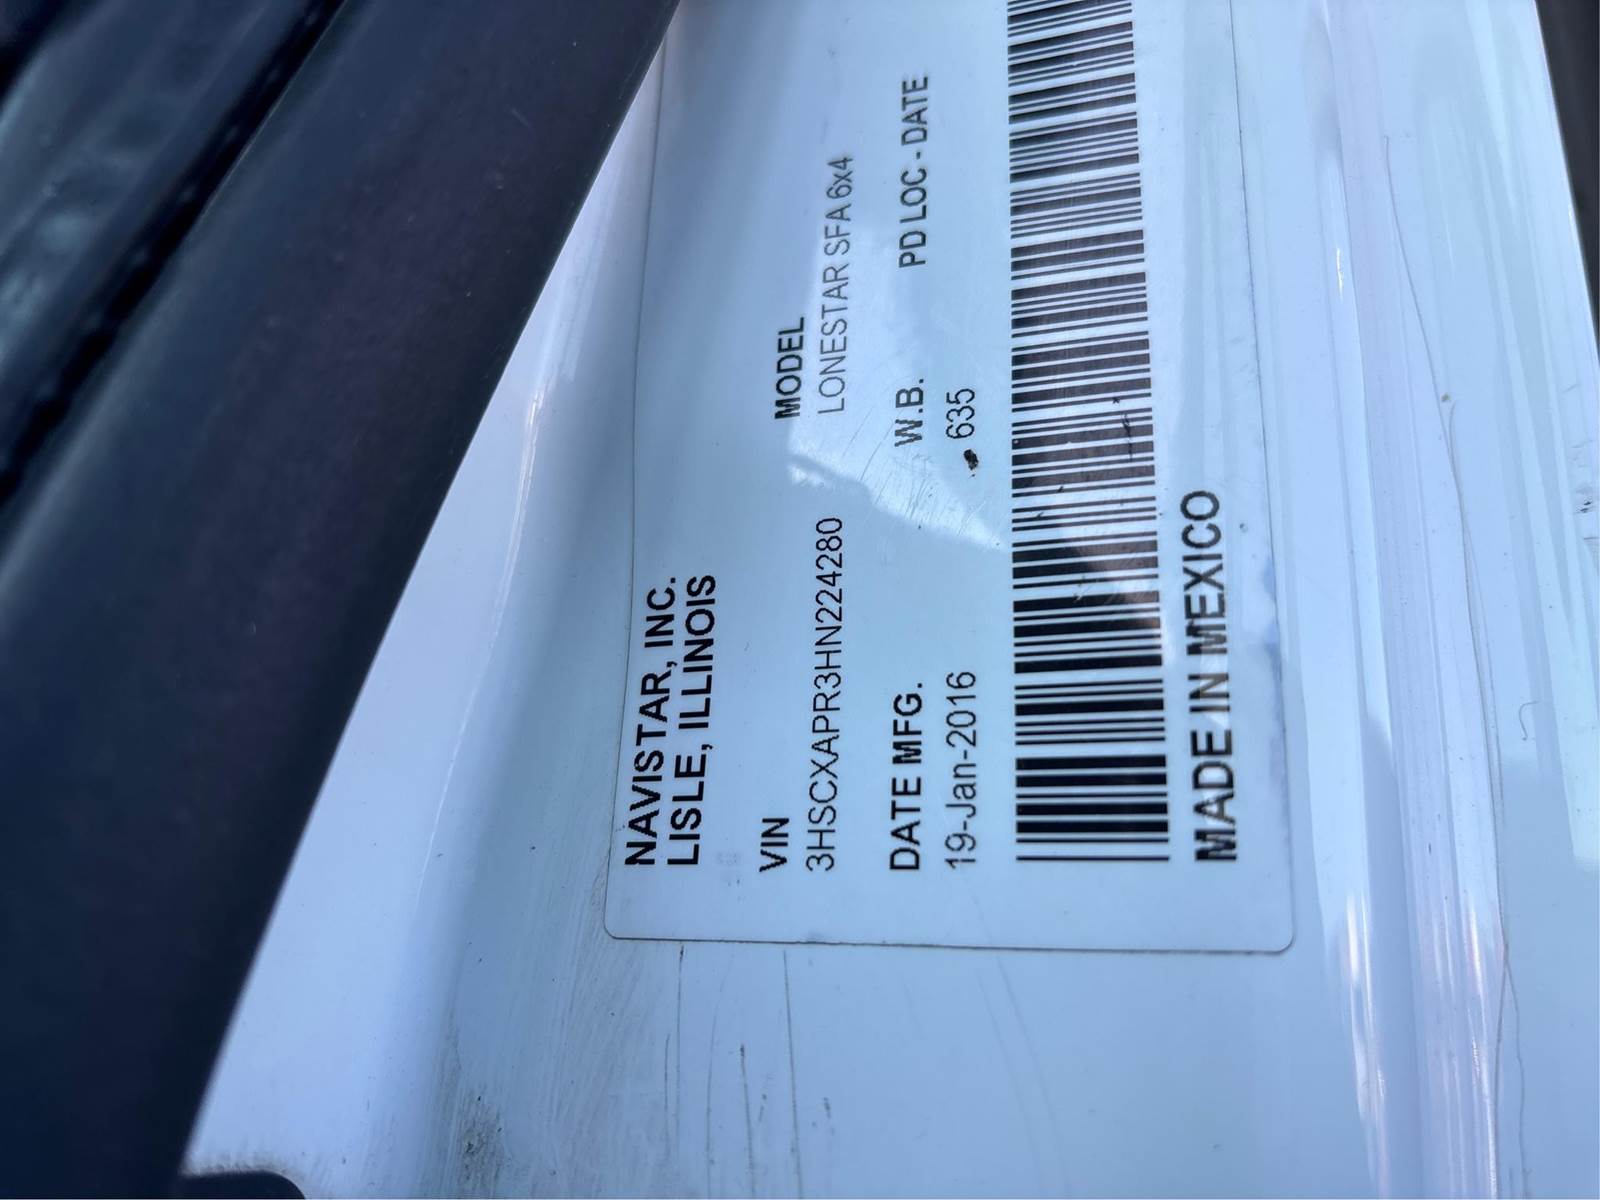 NAVISTAR, INC.
LISLE, ILLINOIS
VIN MODEL
3HSCXAPR3HN224280 LONESTAR SFA 6x4
DATE MFG. W.B. PD LOC - DATE
19-Jan-2016 635
MADE IN MEXICO